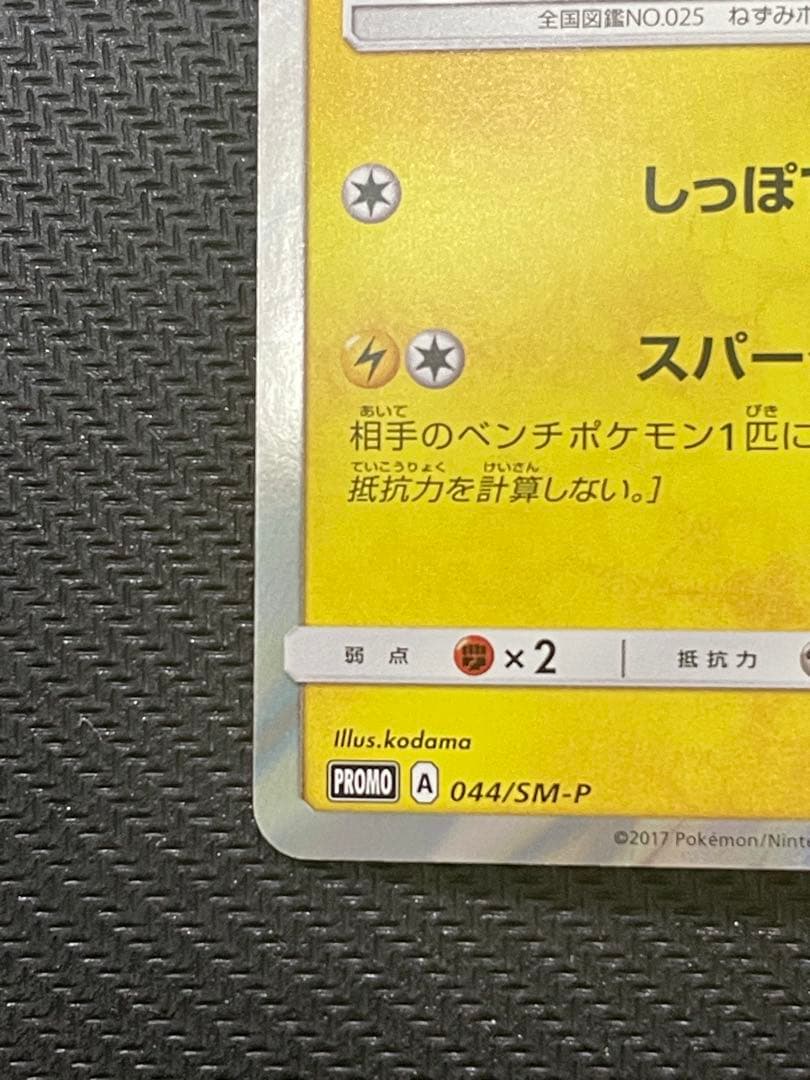 全国図鑑NO.025 ねずみポ
しっぽで
スパー
あいて びき
相手のベンチポケモン1匹に
ていこうりょく けいさん
抵抗力を計算しない。]
弱点 ×2 抵抗力
Illus.kodama
PROMO A 044/SM-P
©2017 Pokémon/Ninte